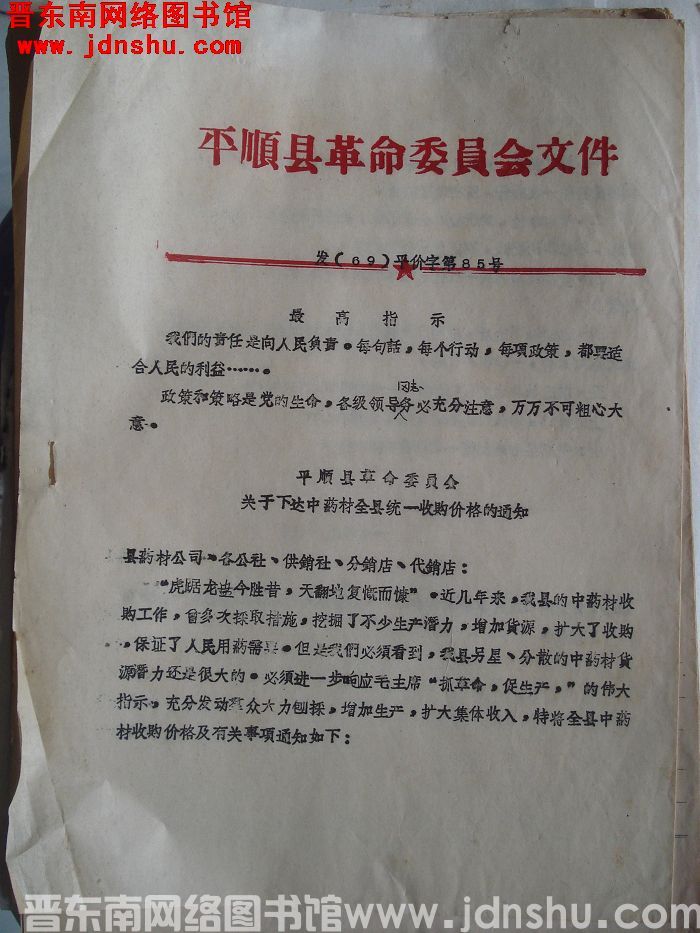 晋东南网络图书馆
www.jdnshu.com
平順县革命委員会文件
发(69)平价字第85号
最高指示
我們的責任是向人民負責。每句話，每个行动，每項政策，都要适
合人民的利益……。
同志
政策和策略是党的生命，各級領导务必充分注意，万万不可粗心大
意。
平順县革命委員会
关于下达中葯材全县統一收购价格的通知
县葯材公司、各公社、供銷社、分銷店、代銷店：
“虎踞龙盘今胜昔，天翻地复慨而慷”。近几年来，我县的中葯材收
购工作，曾多次採取措施，挖掘了不少生产潛力，增加貨源，扩大了收购
，保証了人民用葯需要。但是我們必須看到，我县另星、分散的中葯材貨
源潛力还是很大的。必須进一步响应毛主席“抓革命，促生产，”的伟大
指示，充分发动群众大力刨採，增加生产，扩大集体收入，特将全县中葯
材收购价格及有关事項通知如下：
晋东南网络图书馆www.jdnshu.com